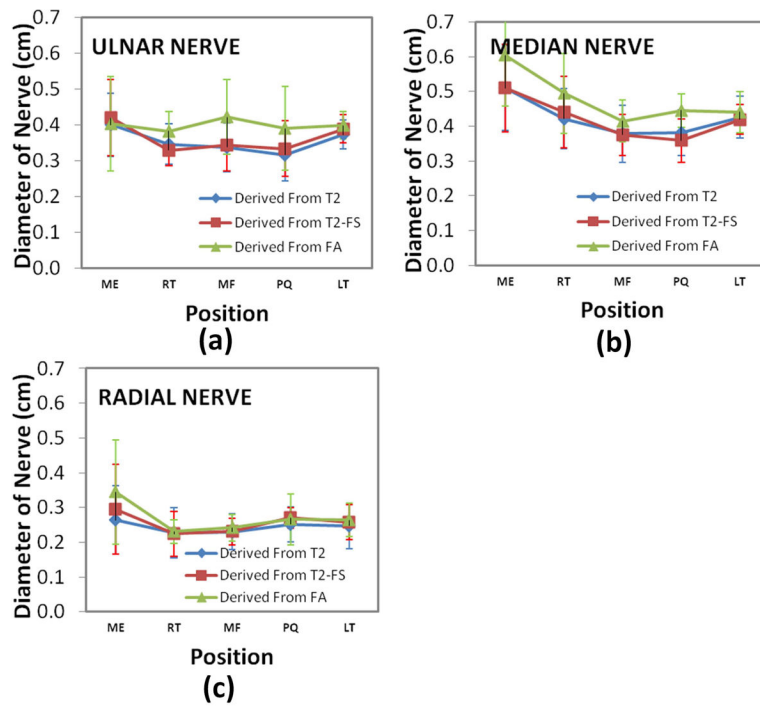 ULNAR NERVE
Diameter of Nerve (cm)
0.7
0.6
0.5
0.4
0.3
0.2
0.1
0.0
Derived From T2
Derived From T2-FS
Derived From FA
ME RT MF PQ LT
Position
(a)
MEDIAN NERVE
Diameter of Nerve (cm)
0.7
0.6
0.5
0.4
0.3
0.2
0.1
0.0
Derived From T2
Derived From T2-FS
Derived From FA
ME RT MF PQ LT
Position
(b)
RADIAL NERVE
Diameter of Nerve (cm)
0.7
0.6
0.5
0.4
0.3
0.2
0.1
0.0
Derived From T2
Derived From T2-FS
Derived From FA
ME RT MF PQ LT
Position
(c)